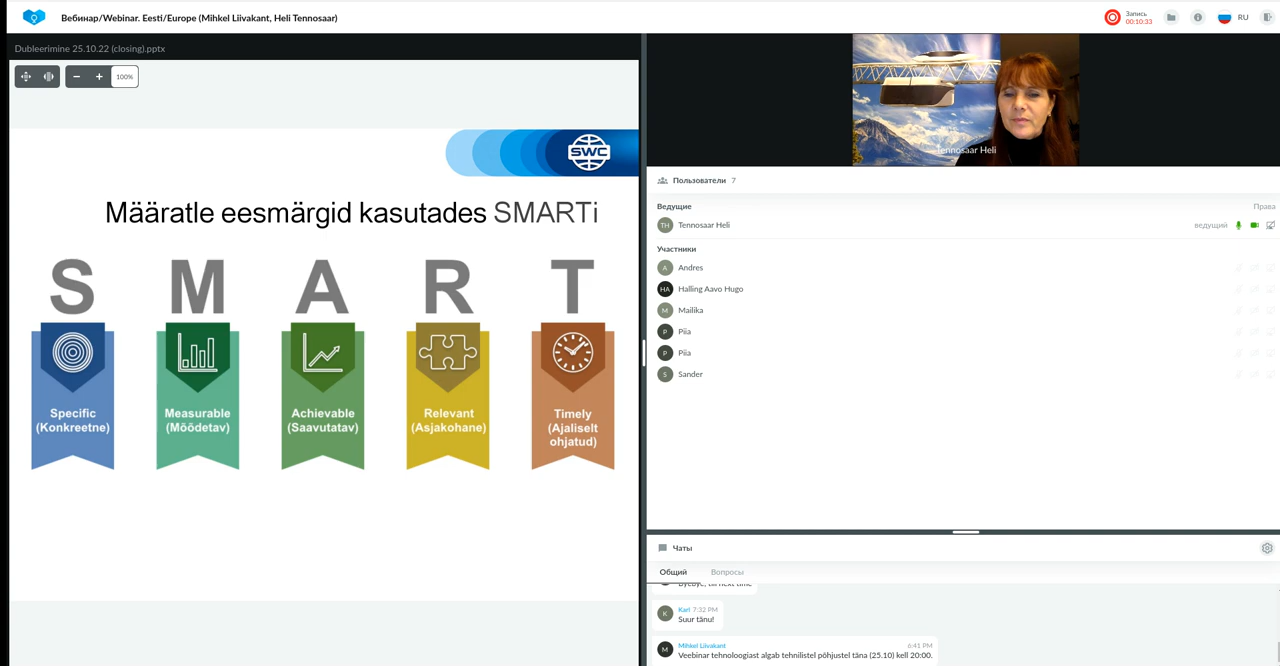 Вебинар/Webinar. Eesti/Europe (Mihkel Liivakant, Heli Tennosaar)
Запись
00:10:33
RU
Dubleerimine 25.10.22 (closing).pptx
100%
SWC
Määratle eesmärgid kasutades SMARTi
S M A R T
Specific
(Konkreetne)
Measurable
(Mõõdetav)
Achievable
(Saavutatav)
Relevant
(Asjakohane)
Timely
(Ajaliselt
ohjatud)
Tennosaar Heli
Пользователи 7
Ведущие Права
TH Tennosaar Heli ведущий
Участники
A Andres
HA Halling Aavo Hugo
M Mailika
P Piia
P Piia
S Sander
Чаты
Общий Вопросы
Byebye, till next time
K Karl 7:32 PM
Suur tänu!
M Mihkel Liivakant 6:41 PM
Veebinar tehnoloogiast algab tehnilistel põhjustel täna (25.10) kell 20:00.